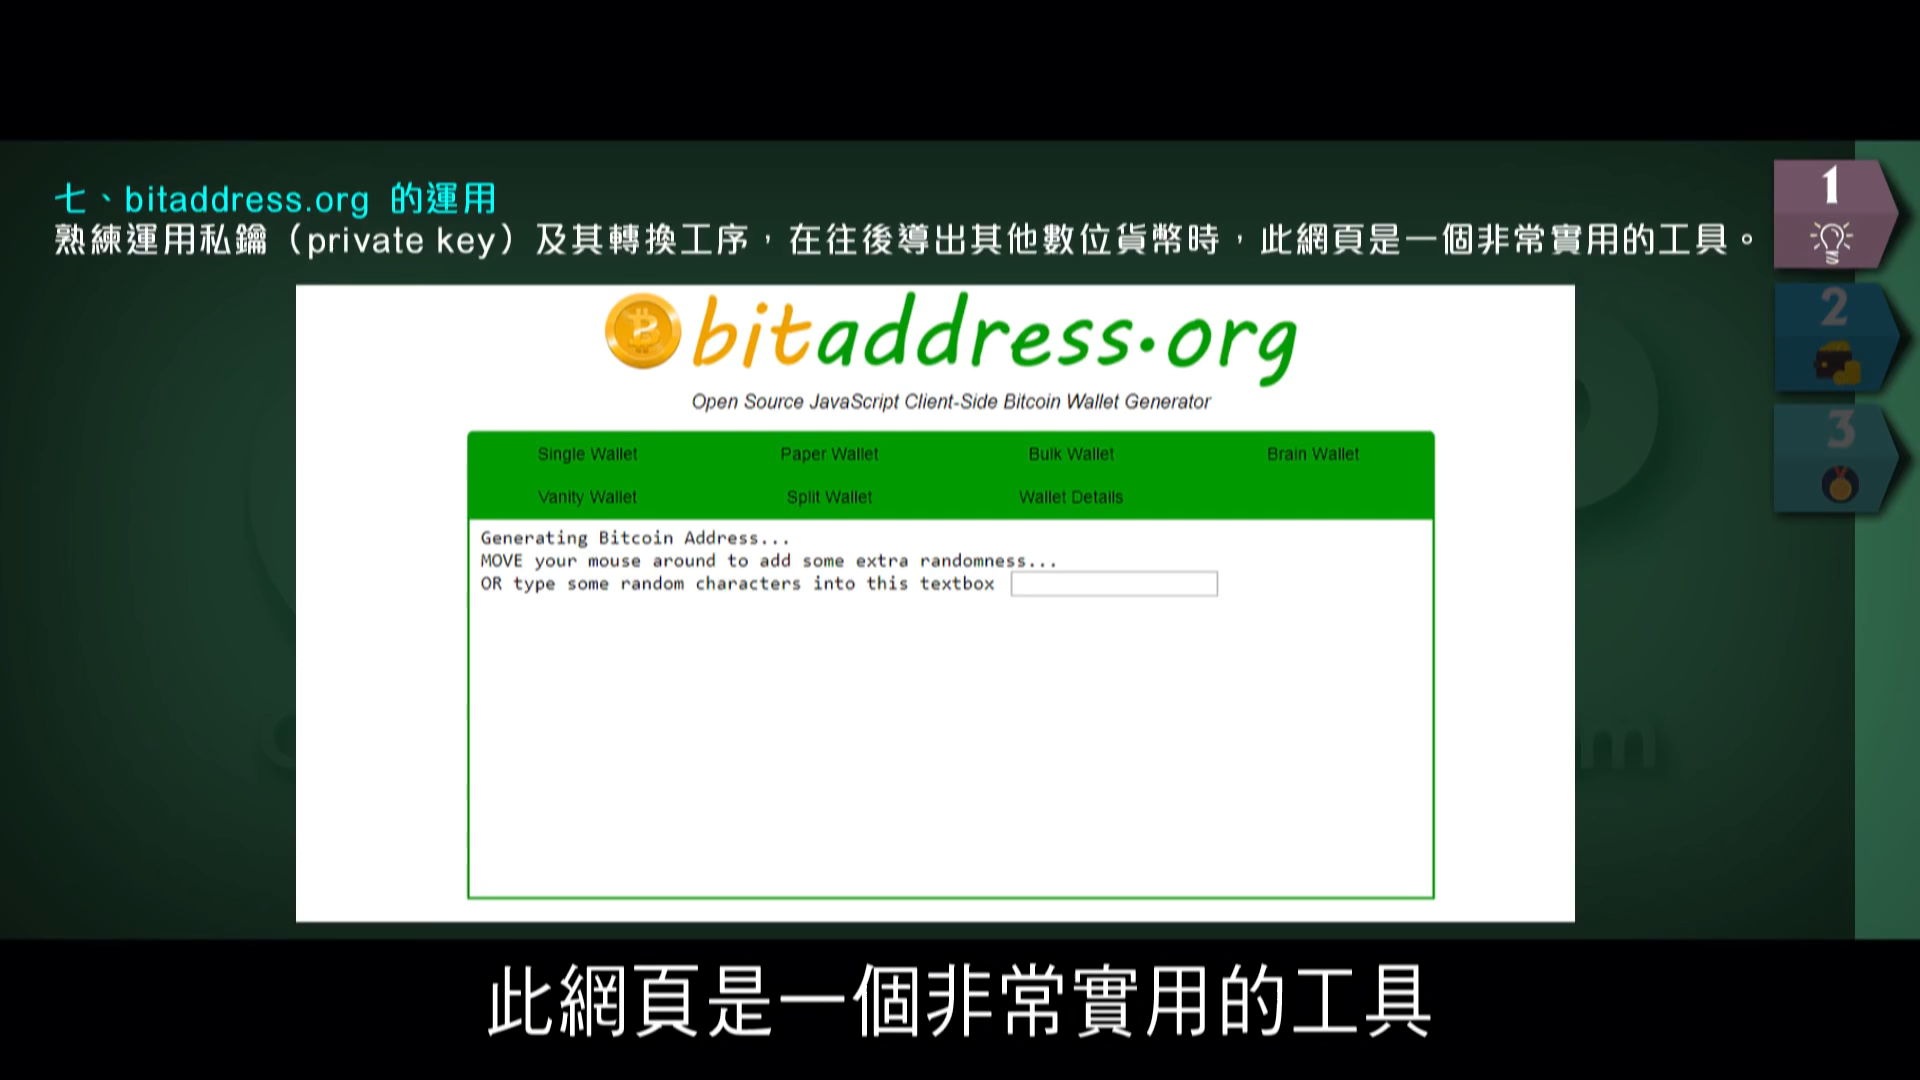 七、bitaddress.org 的運用
熟練運用私鑰（private key）及其轉換工序，在往後導出其他數位貨幣時，此網頁是一個非常實用的工具。
1
2
3
bitaddress.org
Open Source JavaScript Client-Side Bitcoin Wallet Generator
Single Wallet Paper Wallet Bulk Wallet Brain Wallet
Vanity Wallet Split Wallet Wallet Details
Generating Bitcoin Address...
MOVE your mouse around to add some extra randomness...
OR type some random characters into this textbox
此網頁是一個非常實用的工具